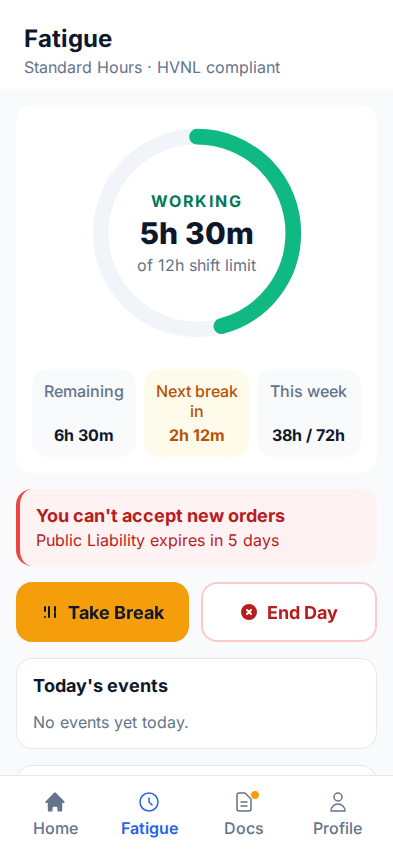 Fatigue
Standard Hours · HVNL compliant
WORKING
5h 30m
of 12h shift limit
Remaining
6h 30m
Next break
in
2h 12m
This week
38h / 72h
You can't accept new orders
Public Liability expires in 5 days
Take Break
End Day
Today's events
No events yet today.
Home
Fatigue
Docs
Profile